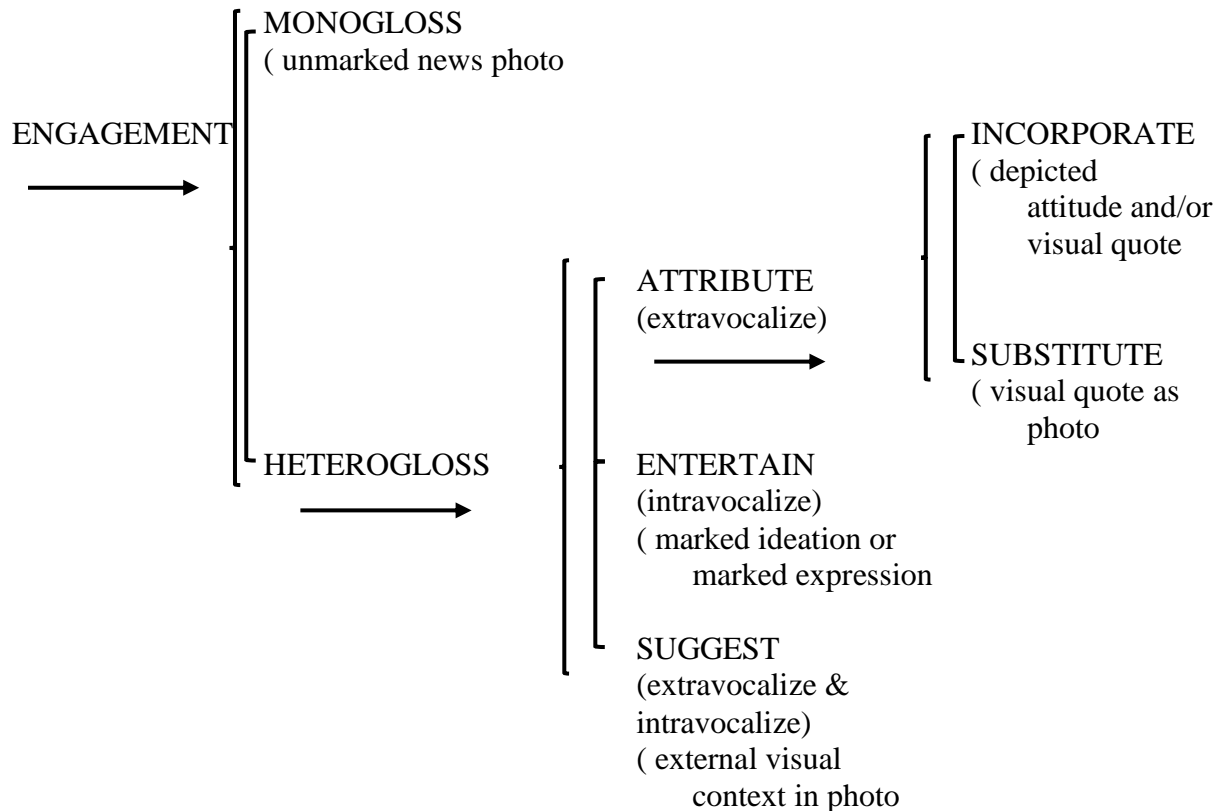 MONOGLOSS
( unmarked news photo
ENGAGEMENT
INCORPORATE
( depicted
attitude and/or
visual quote
ATTRIBUTE
(extravocalize)
SUBSTITUTE
( visual quote as
photo
HETEROGLOSS
ENTERTAIN
(intravocalize)
( marked ideation or
marked expression
SUGGEST
(extravocalize &
intravocalize)
( external visual
context in photo